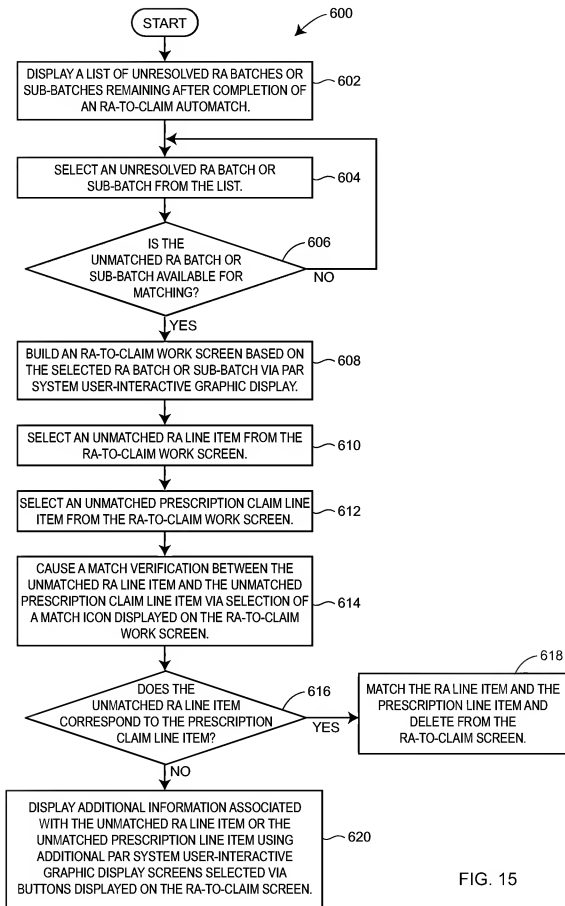 START
600
DISPLAY A LIST OF UNRESOLVED RA BATCHES OR
SUB-BATCHES REMAINING AFTER COMPLETION OF
AN RA-TO-CLAIM AUTOMATCH.
602
SELECT AN UNRESOLVED RA BATCH OR
SUB-BATCH FROM THE LIST.
604
IS THE
UNMATCHED RA BATCH OR
SUB-BATCH AVAILABLE FOR
MATCHING?
606
NO
YES
BUILD AN RA-TO-CLAIM WORK SCREEN BASED ON
THE SELECTED RA BATCH OR SUB-BATCH VIA PAR
SYSTEM USER-INTERACTIVE GRAPHIC DISPLAY.
608
SELECT AN UNMATCHED RA LINE ITEM FROM THE
RA-TO-CLAIM WORK SCREEN.
610
SELECT AN UNMATCHED PRESCRIPTION CLAIM LINE
ITEM FROM THE RA-TO-CLAIM WORK SCREEN.
612
CAUSE A MATCH VERIFICATION BETWEEN THE
UNMATCHED RA LINE ITEM AND THE UNMATCHED
PRESCRIPTION CLAIM LINE ITEM VIA SELECTION OF
A MATCH ICON DISPLAYED ON THE RA-TO-CLAIM
WORK SCREEN.
614
DOES THE
UNMATCHED RA LINE ITEM
CORRESPOND TO THE PRESCRIPTION
CLAIM LINE ITEM?
616
YES
618
MATCH THE RA LINE ITEM AND THE
PRESCRIPTION LINE ITEM AND
DELETE FROM THE
RA-TO-CLAIM SCREEN.
NO
DISPLAY ADDITIONAL INFORMATION ASSOCIATED
WITH THE UNMATCHED RA LINE ITEM OR THE
UNMATCHED PRESCRIPTION LINE ITEM USING
ADDITIONAL PAR SYSTEM USER-INTERACTIVE
GRAPHIC DISPLAY SCREENS SELECTED VIA
BUTTONS DISPLAYED ON THE RA-TO-CLAIM SCREEN.
620
FIG. 15